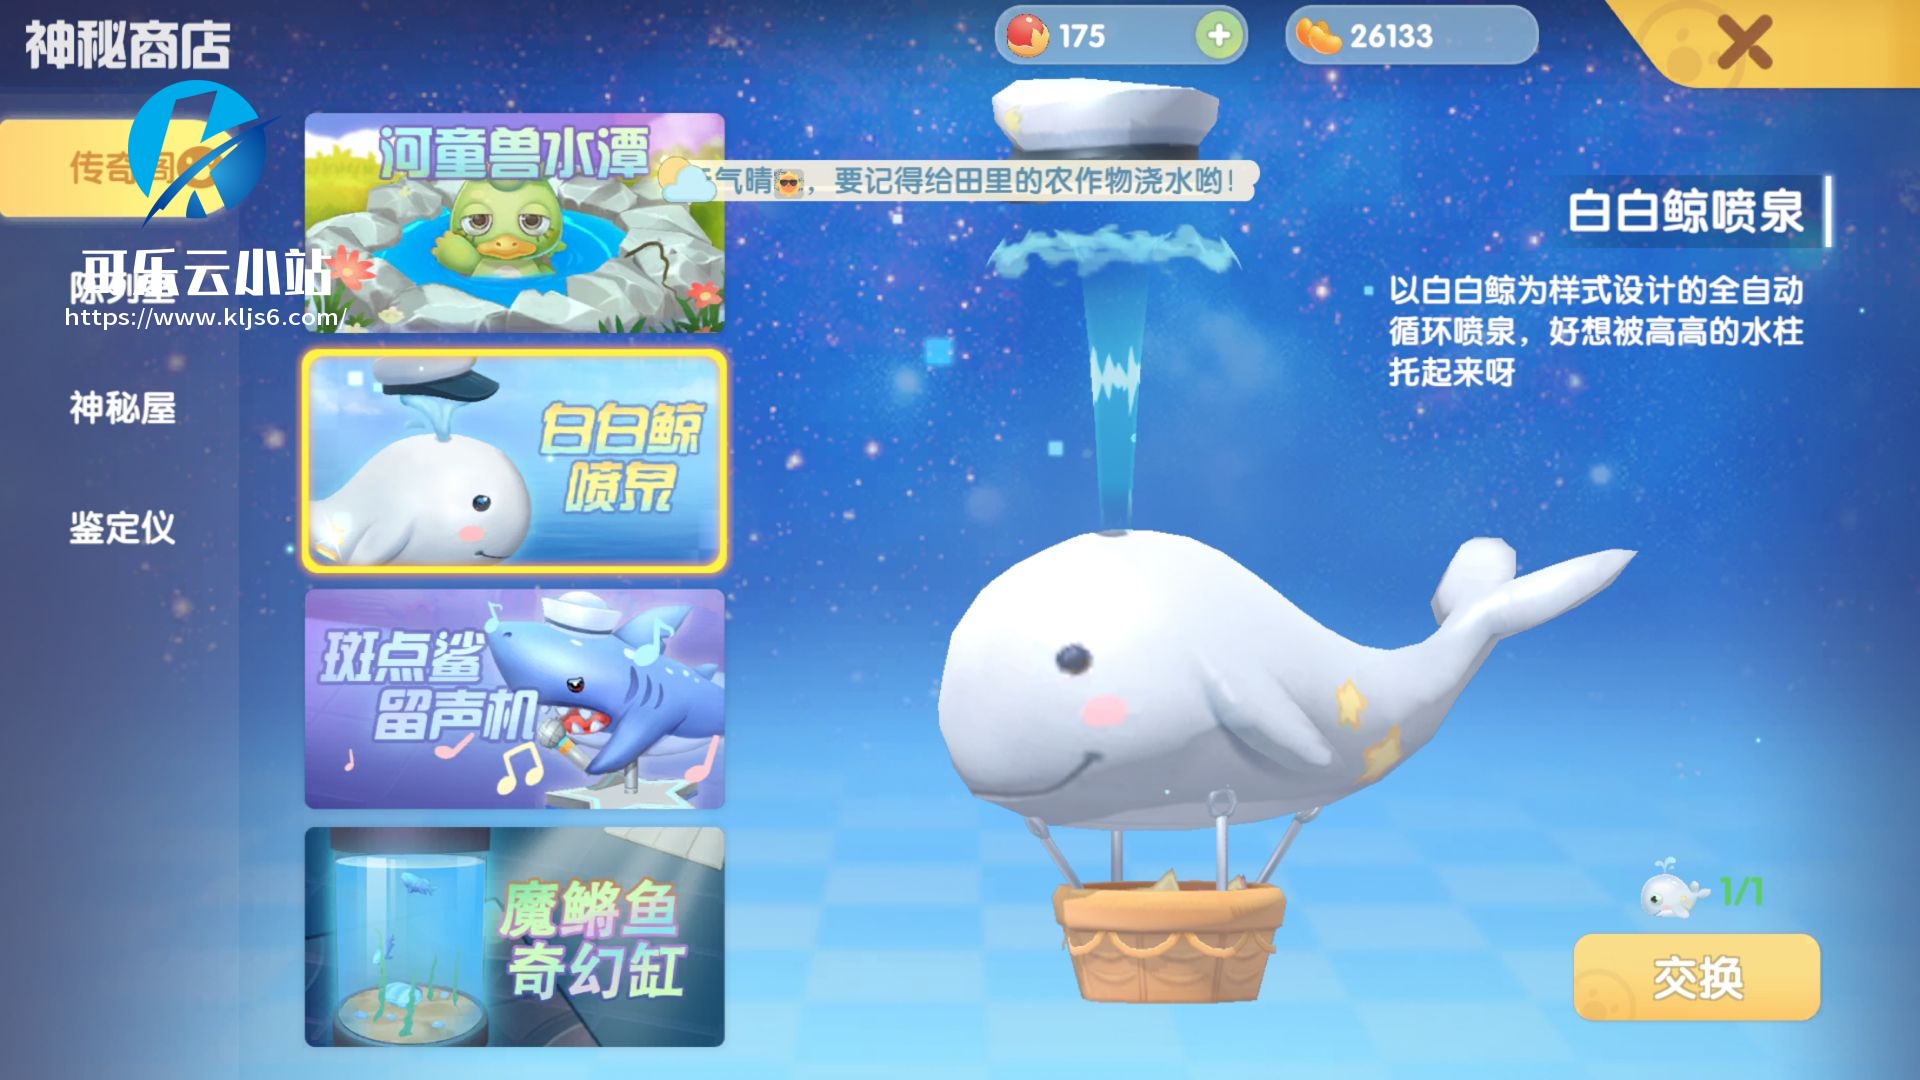 神秘商店
175
26133
传奇阁
陈列室
神秘屋
鉴定仪
可乐云小站
https://www.kljs6.com/
河童兽水潭
气晴，要记得给田里的农作物浇水哟！
白白鲸
喷泉
斑点鲨
留声机
魔鳉鱼
奇幻缸
白白鲸喷泉
以白白鲸为样式设计的全自动
循环喷泉，好想被高高的水柱
托起来呀
1/1
交换